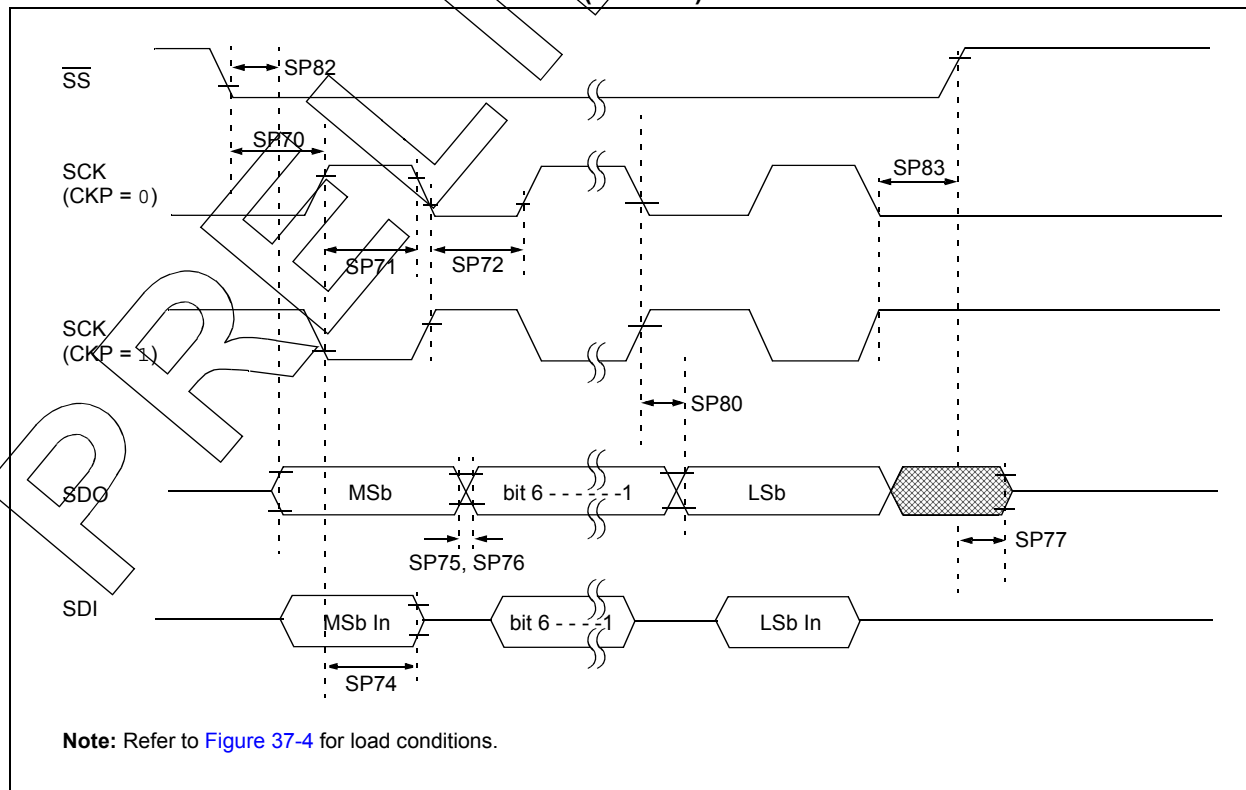 SS
SP82
SP70
SCK
(CKP = 0)
SP83
SP71
SP72
SCK
(CKP = 1)
SP80
SDO
MSb
bit 6 - - - - - -1
LSb
SP77
SP75, SP76
SDI
MSb In
bit 6 - - - -1
LSb In
SP74
Note: Refer to Figure 37-4 for load conditions.
PRELI